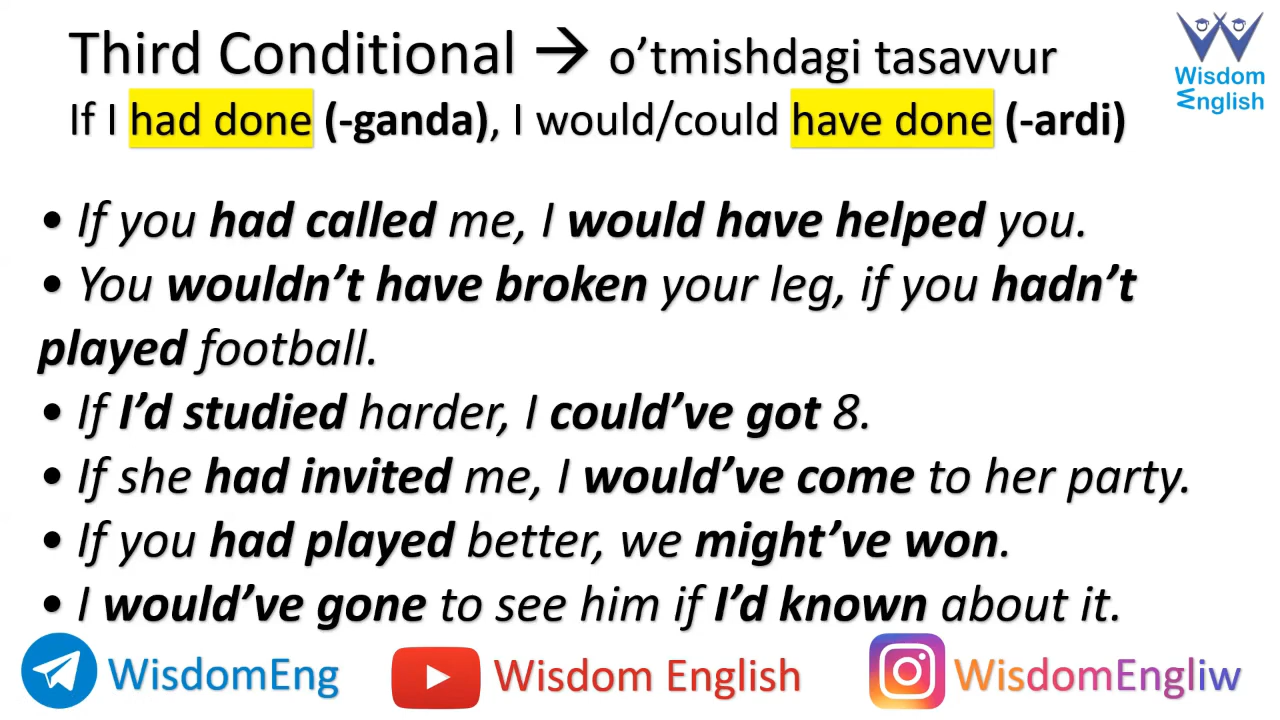 Third Conditional → o’tmishdagi tasavvur
If I had done (-ganda), I would/could have done (-ardi)
Wisdom
English
• If you had called me, I would have helped you.
• You wouldn’t have broken your leg, if you hadn’t
played football.
• If I’d studied harder, I could’ve got 8.
• If she had invited me, I would’ve come to her party.
• If you had played better, we might’ve won.
• I would’ve gone to see him if I’d known about it.
WisdomEng
Wisdom English
WisdomEngliw